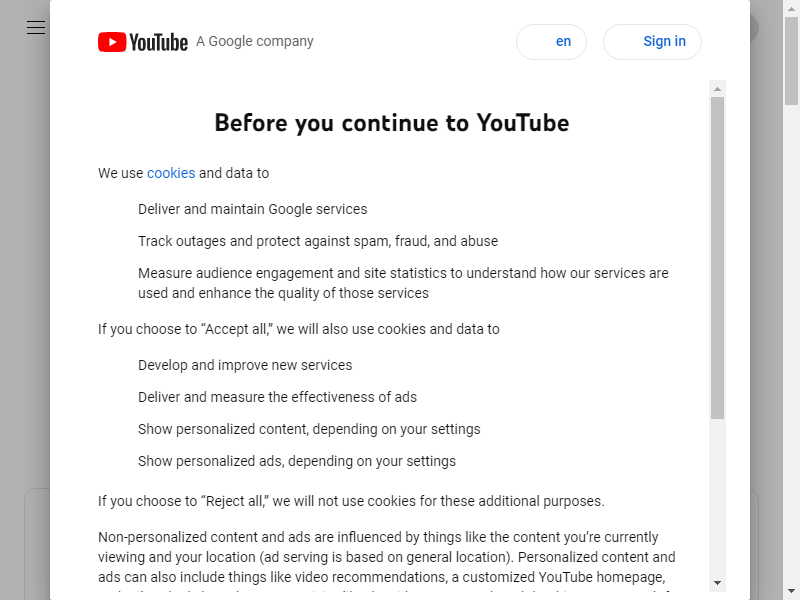 YouTube A Google company
en
Sign in
Before you continue to YouTube
We use cookies and data to
Deliver and maintain Google services
Track outages and protect against spam, fraud, and abuse
Measure audience engagement and site statistics to understand how our services are
used and enhance the quality of those services
If you choose to “Accept all,” we will also use cookies and data to
Develop and improve new services
Deliver and measure the effectiveness of ads
Show personalized content, depending on your settings
Show personalized ads, depending on your settings
If you choose to “Reject all,” we will not use cookies for these additional purposes.
Non-personalized content and ads are influenced by things like the content you’re currently
viewing and your location (ad serving is based on general location). Personalized content and
ads can also include things like video recommendations, a customized YouTube homepage,